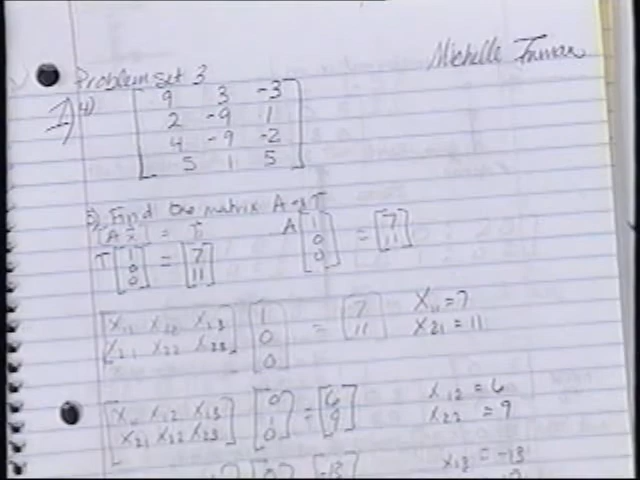 Michelle Inman
Problem set 3
I) 4) [ 9 3 -3
2 -9 1
4 -9 -2
5 1 5 ]
5) Find the matrix A of T
[A x] = T
T [1 0 0] = [7 11] A [1 0 0] = [7 11]
[x11 x12 x13 x21 x22 x23] [1 0 0] = [7 11] x11 = 7
x21 = 11
[x11 x12 x13 x21 x22 x23] [0 1 0] = [6 9] x12 = 6
x22 = 9
x13 = -13